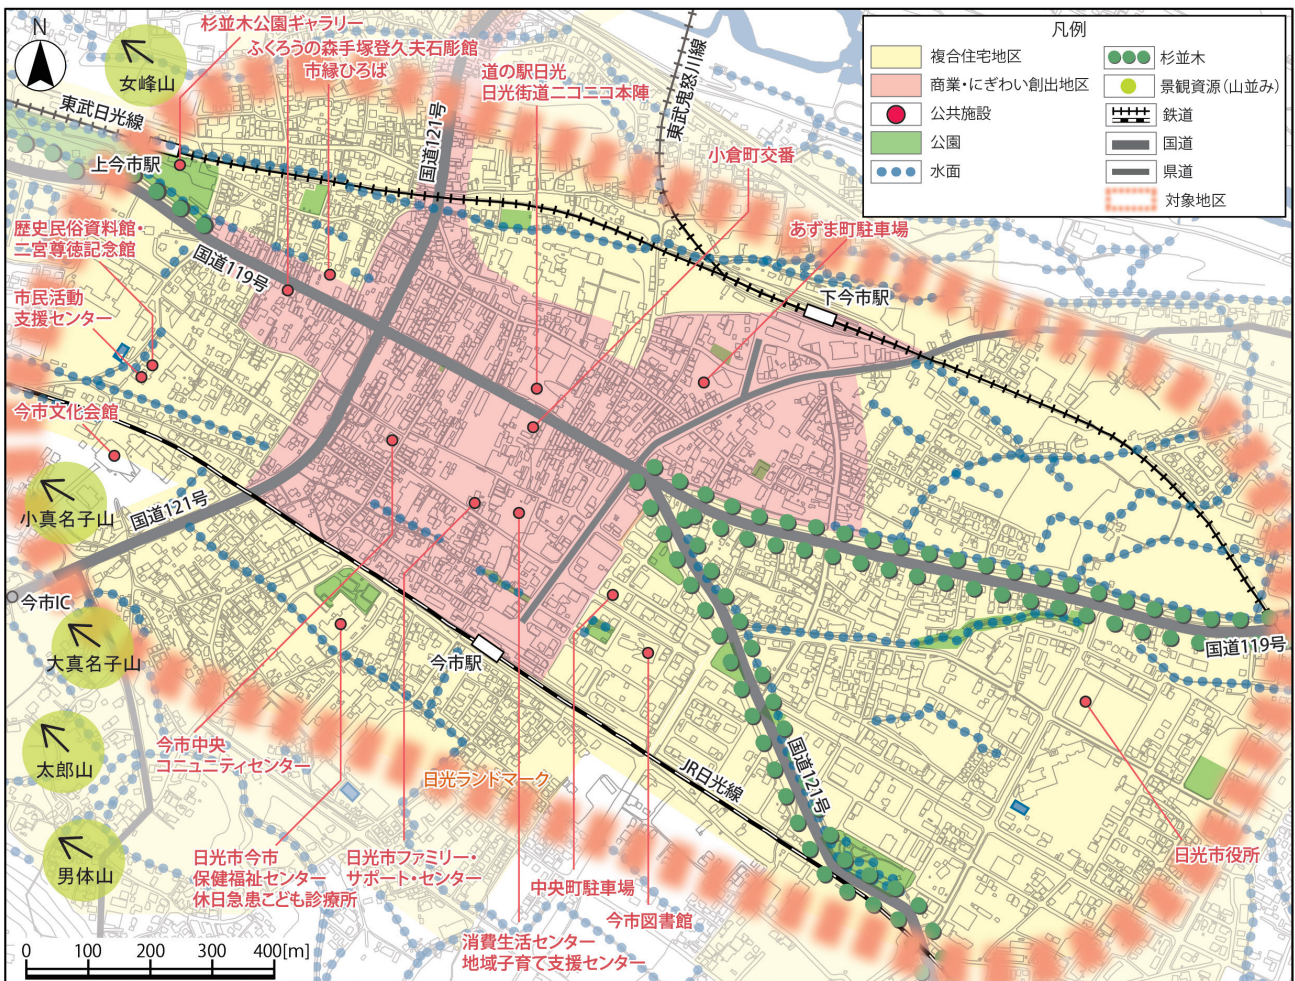 N
女峰山
杉並木公園ギャラリー
ふくろうの森手塚登久夫石彫館
市縁ひろば
道の駅日光
日光街道ニコニコ本陣
東武日光線
上今市駅
国道121号
東武鬼怒川線
小倉町交番
あずま町駐車場
下今市駅
凡例
複合住宅地区
商業・にぎわい創出地区
公共施設
公園
水面
杉並木
景観資源(山並み)
鉄道
国道
県道
対象地区
歴史民俗資料館・
二宮尊徳記念館
市民活動
支援センター
国道119号
今市文化会館
小真名子山
国道121号
今市IC
大真名子山
今市駅
太郎山
男体山
今市中央
コニュニティセンター
日光ランドマーク
JR日光線
国道121号
国道119号
日光市役所
日光市今市
保健福祉センター
休日急患こども診療所
日光市ファミリー・
サポート・センター
中央町駐車場
今市図書館
消費生活センター
地域子育て支援センター
0 100 200 300 400[m]